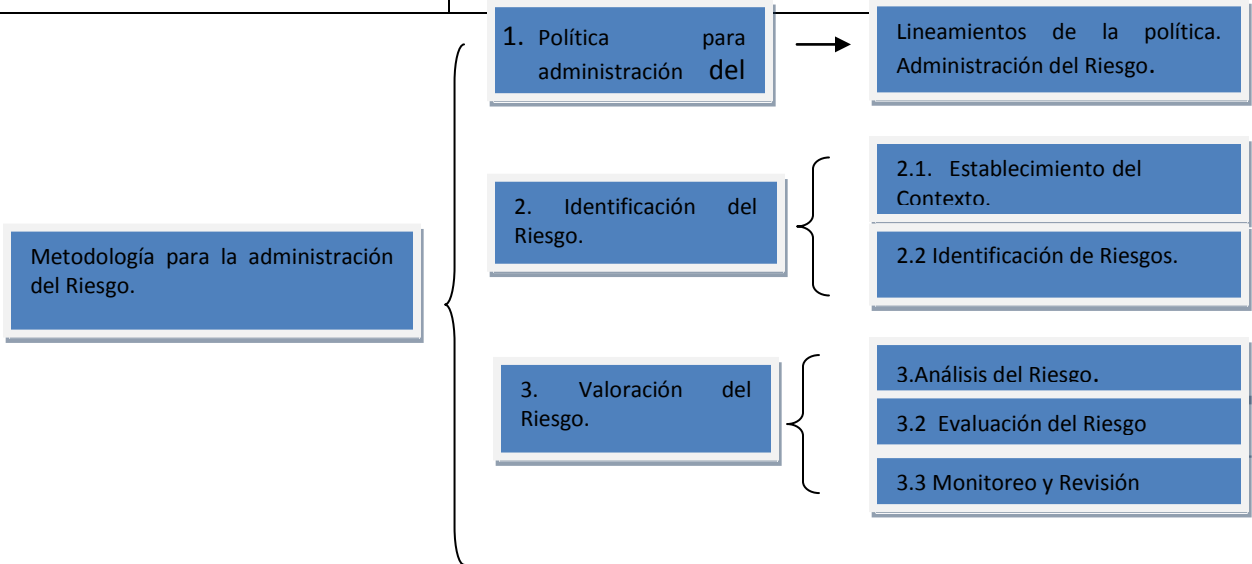 Metodología para la administración
del Riesgo.
1. Política para
administración del
Lineamientos de la política.
Administración del Riesgo.
2. Identificación del
Riesgo.
2.1. Establecimiento del
Contexto.
2.2 Identificación de Riesgos.
3. Valoración del
Riesgo.
3.Análisis del Riesgo.
3.2 Evaluación del Riesgo
3.3 Monitoreo y Revisión